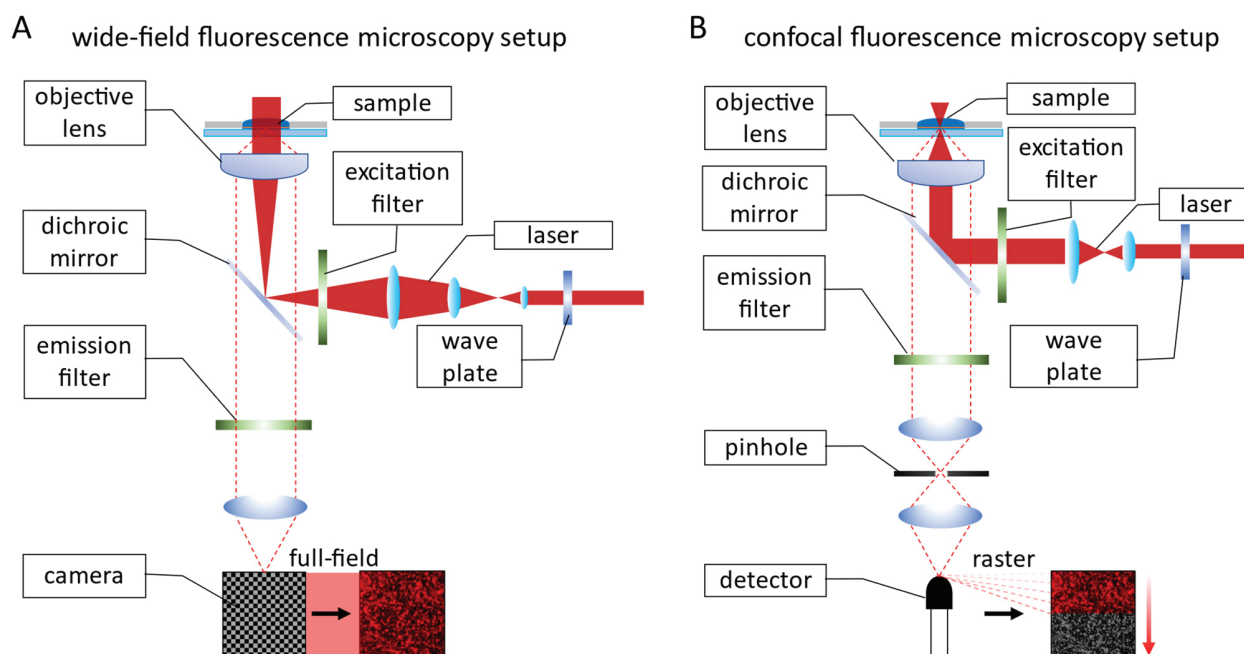 A
wide-field fluorescence microscopy setup
objective
lens
sample
excitation
filter
dichroic
mirror
laser
emission
filter
wave
plate
camera
full-field
B
confocal fluorescence microscopy setup
objective
lens
sample
excitation
filter
dichroic
mirror
laser
emission
filter
wave
plate
pinhole
detector
raster